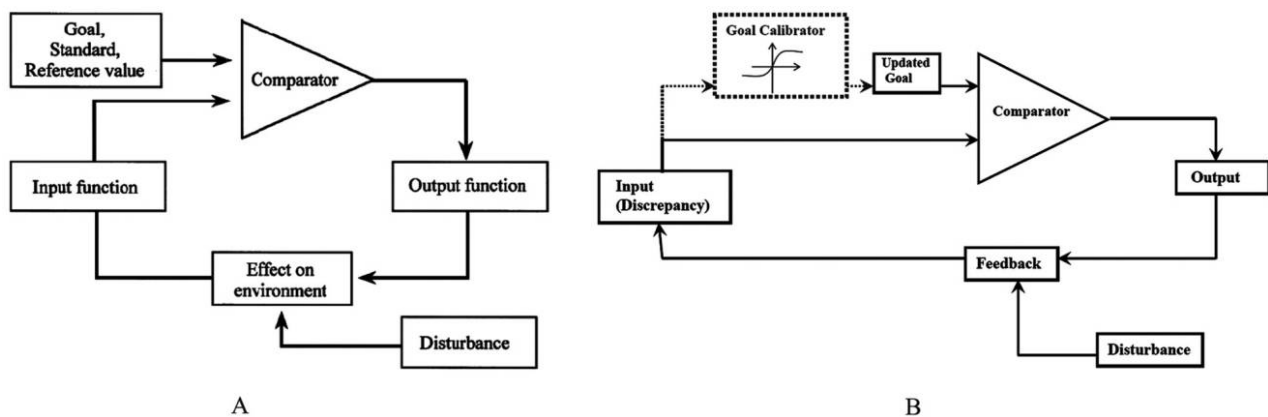 Goal,
Standard,
Reference value
Comparator
Input function
Output function
Effect on
environment
Disturbance
A
Goal Calibrator
Updated
Goal
Comparator
Input
(Discrepancy)
Output
Feedback
Disturbance
B